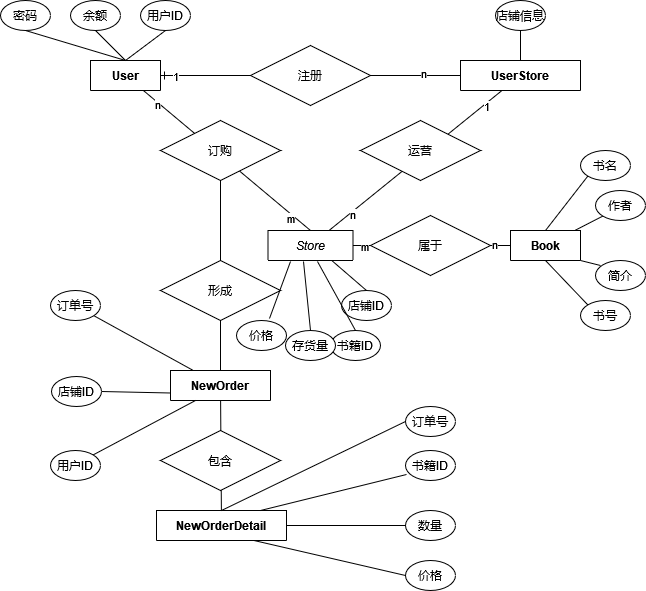 密码
余额
用户ID
店铺信息
User
1
注册
n
UserStore
n
1
订购
运营
书名
作者
m
n
Store
m
属于
n
Book
简介
形成
订单号
价格
存货量
书籍ID
店铺ID
书号
店铺ID
NewOrder
用户ID
包含
订单号
书籍ID
NewOrderDetail
数量
价格